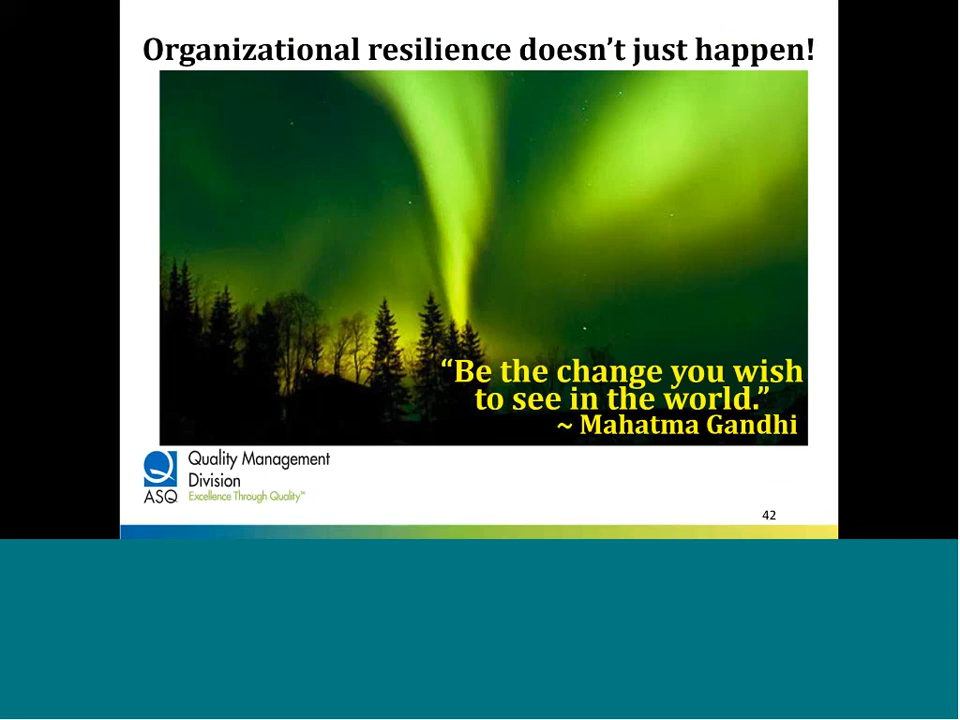 Organizational resilience doesn’t just happen!
“Be the change you wish
to see in the world.”
~ Mahatma Gandhi
Quality Management
Division
ASQ Excellence Through Quality™
42